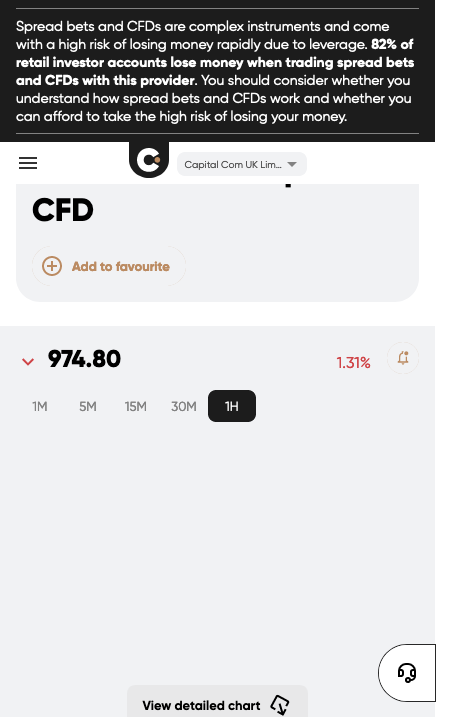 Spread bets and CFDs are complex instruments and come
with a high risk of losing money rapidly due to leverage. 82% of
retail investor accounts lose money when trading spread bets
and CFDs with this provider. You should consider whether you
understand how spread bets and CFDs work and whether you
can afford to take the high risk of losing your money.
Capital Com UK Lim...
CFD
Add to favourite
974.80
1.31%
1M 5M 15M 30M 1H
View detailed chart